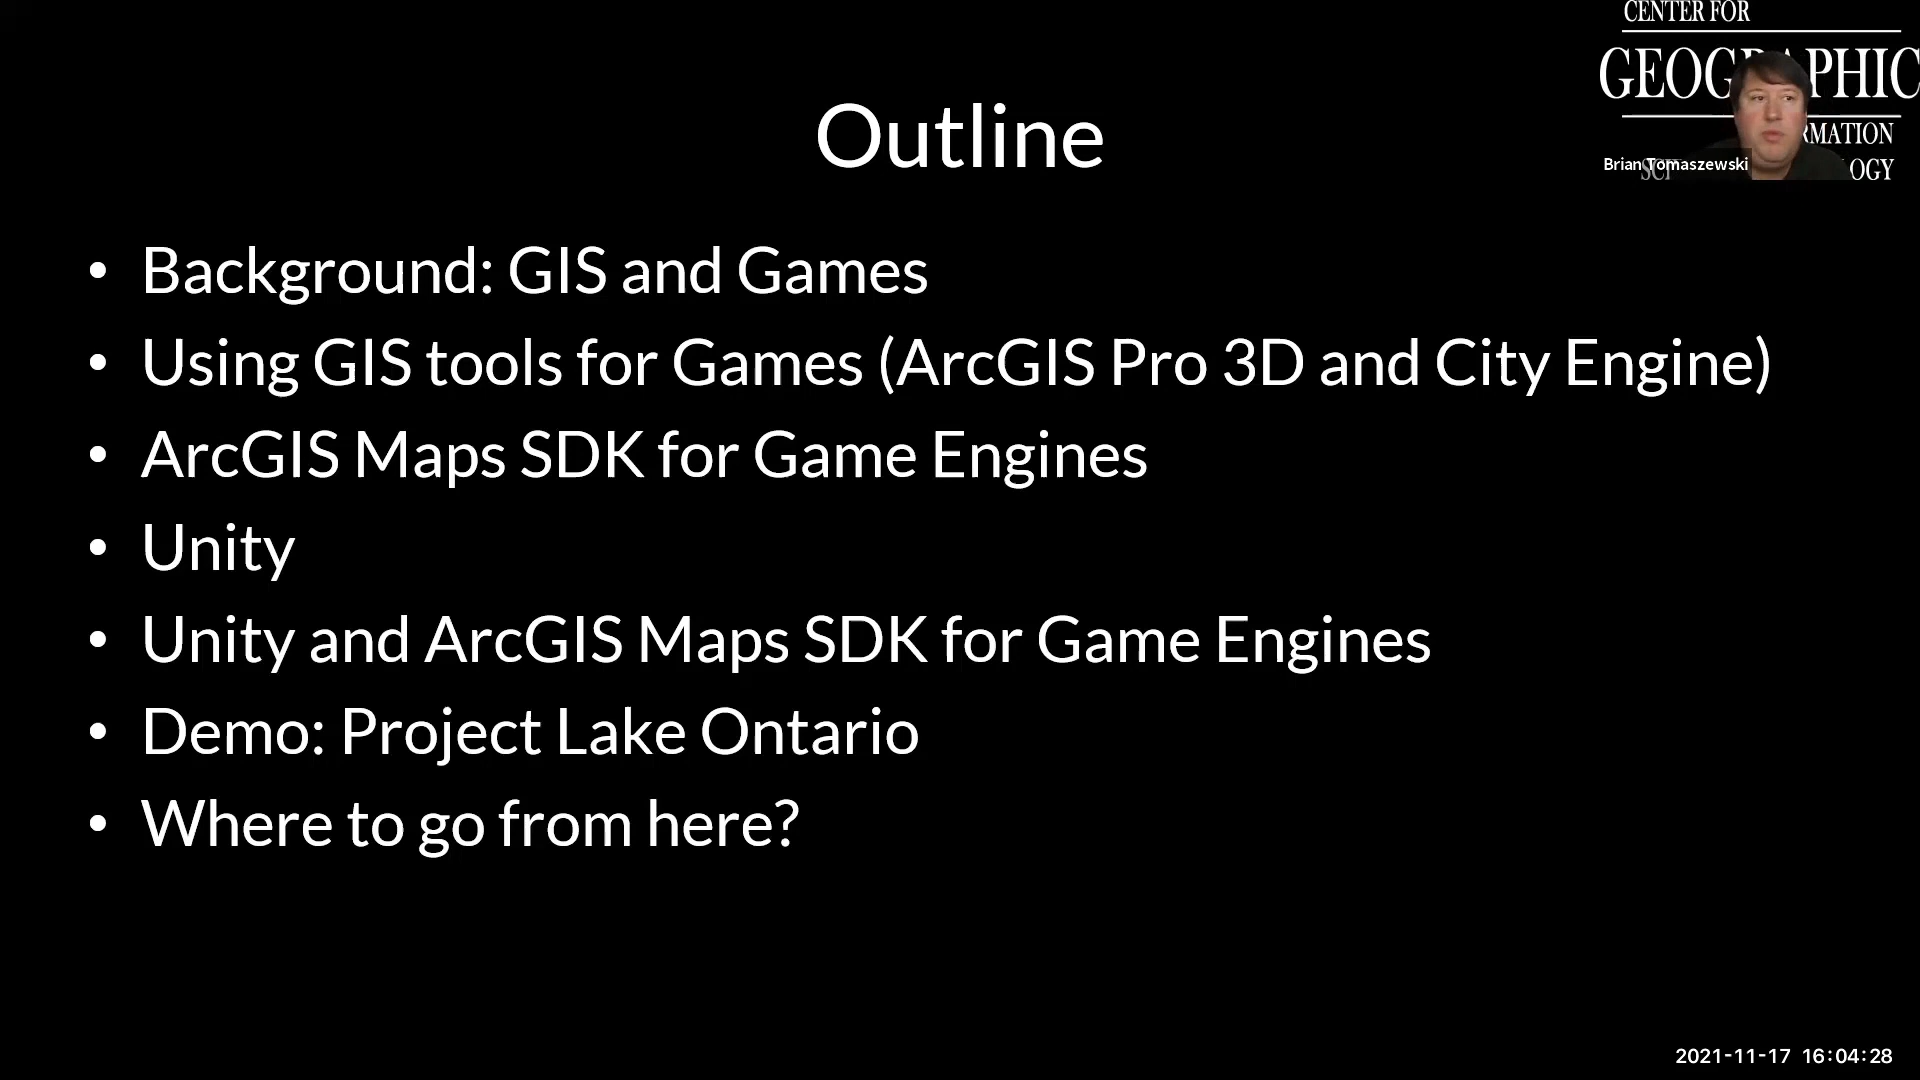 CENTER FOR
GEOGRAPHIC
Outline
Brian Tomaszewski
• Background: GIS and Games
• Using GIS tools for Games (ArcGIS Pro 3D and City Engine)
• ArcGIS Maps SDK for Game Engines
• Unity
• Unity and ArcGIS Maps SDK for Game Engines
• Demo: Project Lake Ontario
• Where to go from here?
2021-11-17 16:04:28